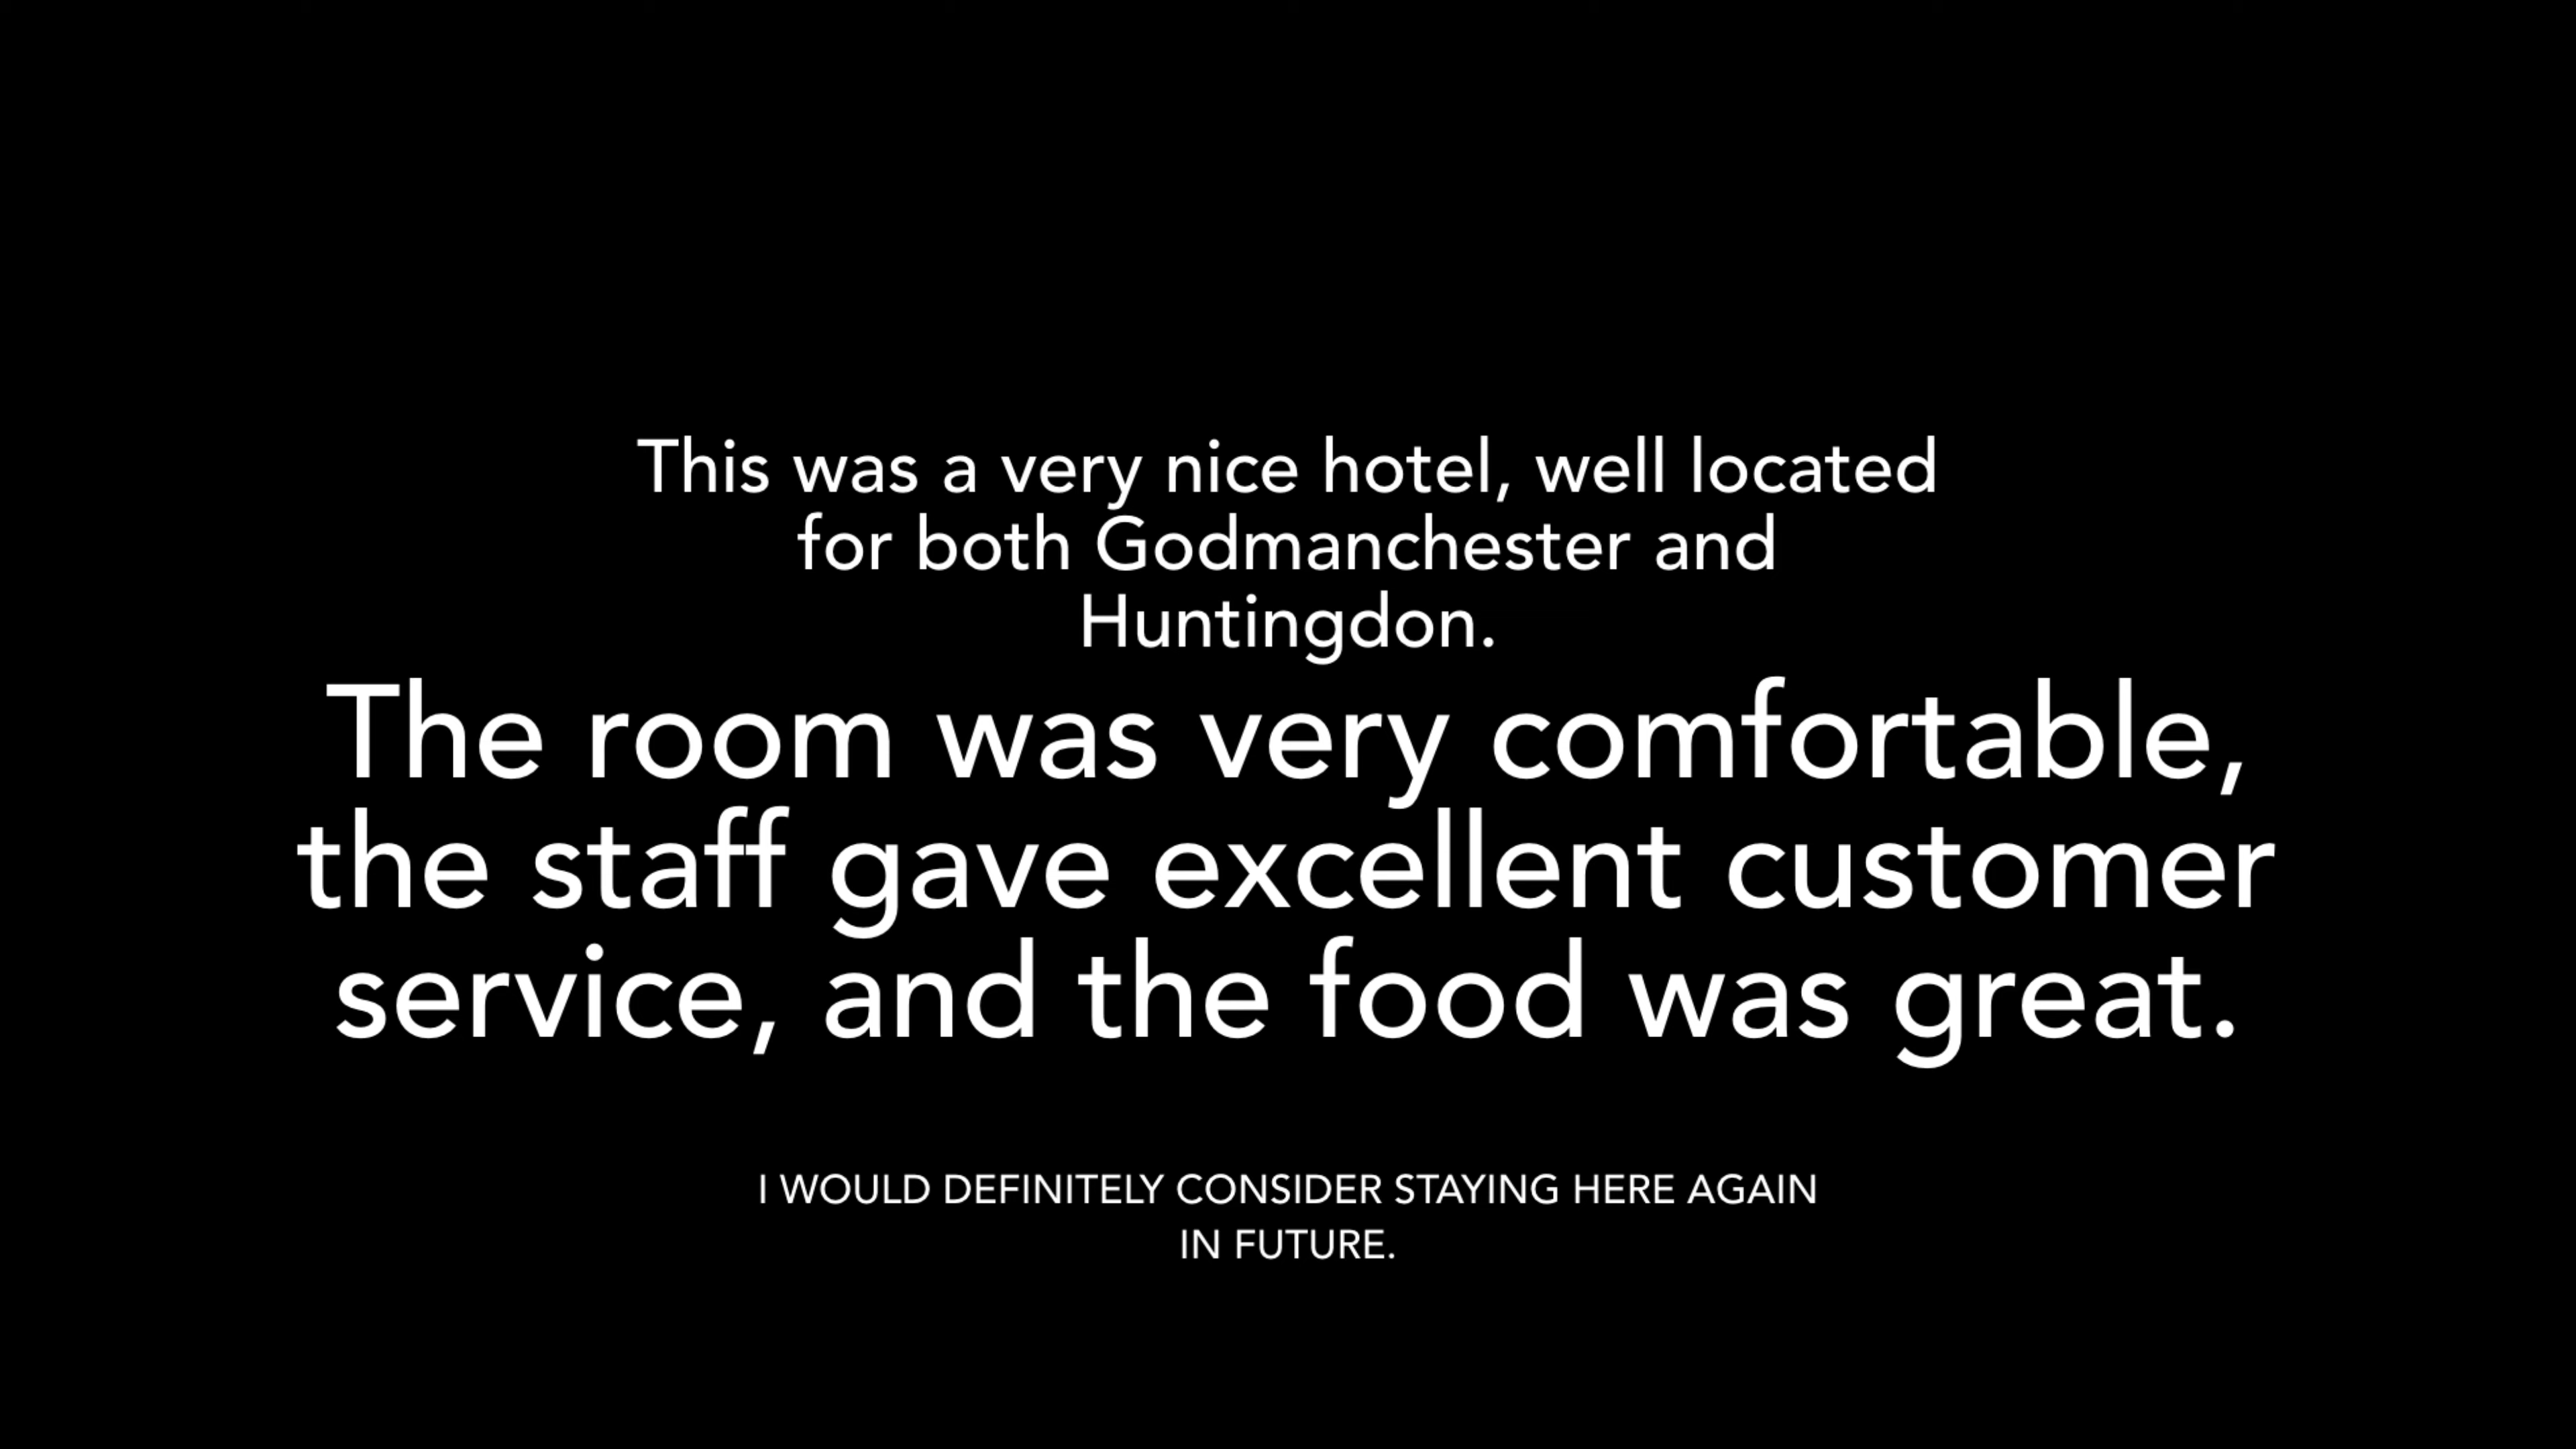 This was a very nice hotel, well located
for both Godmanchester and
Huntingdon.
The room was very comfortable,
the staff gave excellent customer
service, and the food was great.
I WOULD DEFINITELY CONSIDER STAYING HERE AGAIN
IN FUTURE.